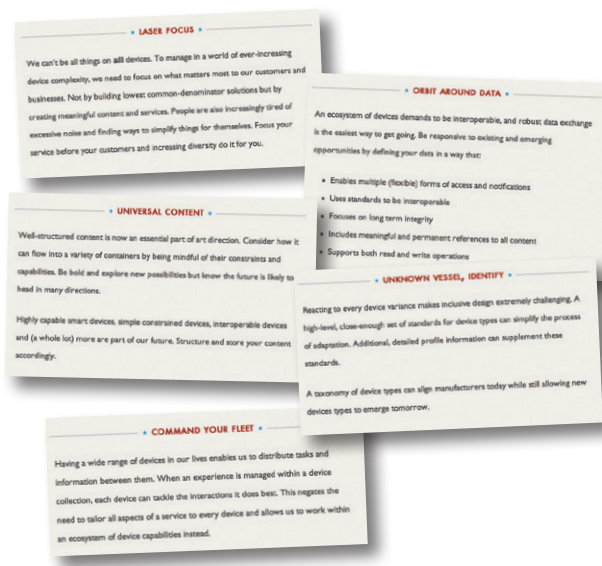 LASER FOCUS
We can't be all things on all devices. To manage in a world of ever-increasing
device complexity, we need to focus on what matters most to our customers and
businesses. Not by building lowest common-denominator solutions but by
creating meaningful content and services. People are also increasingly tired of
excessive noise and finding ways to simplify things for themselves. Focus your
service before your customers and increasing diversity do it for you.
ORBIT AROUND DATA
An ecosystem of devices demands to be interoperable, and robust data exchange
is the easiest way to get going. Be responsive to existing and emerging
opportunities by defining your data in a way that:
• Enables multiple (flexible) forms of access and notifications
• Uses standards to be interoperable
• Focuses on long term integrity
• Includes meaningful and permanent references to all content
• Supports both read and write operations
UNIVERSAL CONTENT
Well-structured content is now an essential part of art direction. Consider how it
can flow into a variety of containers by being mindful of their constraints and
capabilities. Be bold and explore new possibilities but know the future is likely to
head in many directions.
Highly capable smart devices, simple constrained devices, interoperable devices
and (a whole lot) more are part of our future. Structure and store your content
accordingly.
UNKNOWN VESSEL, IDENTIFY
Reacting to every device variance makes inclusive design extremely challenging. A
high-level, close-enough set of standards for device types can simplify the process
of adaptation. Additional, detailed profile information can supplement these
standards.
A taxonomy of device types can align manufacturers today while still allowing new
devices types to emerge tomorrow.
COMMAND YOUR FLEET
Having a wide range of devices in our lives enables us to distribute tasks and
information between them. When an experience is managed within a device
collection, each device can tackle the interactions it does best. This negates the
need to tailor all aspects of a service to every device and allows us to work within
an ecosystem of device capabilities instead.